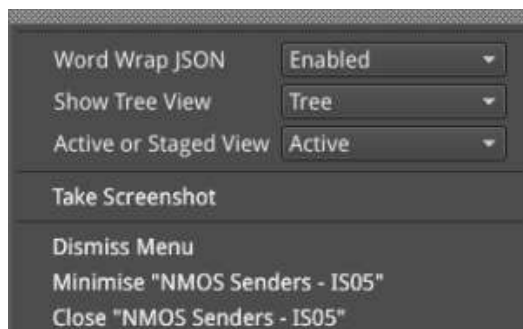 Word Wrap JSON Enabled
Show Tree View Tree
Active or Staged View Active
Take Screenshot
Dismiss Menu
Minimise "NMOS Senders - IS05"
Close "NMOS Senders - IS05"